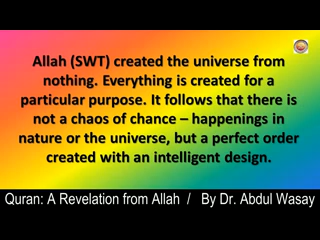 Allah (SWT) created the universe from
nothing. Everything is created for a
particular purpose. It follows that there is
not a chaos of chance – happenings in
nature or the universe, but a perfect order
created with an intelligent design.
Quran: A Revelation from Allah / By Dr. Abdul Wasay